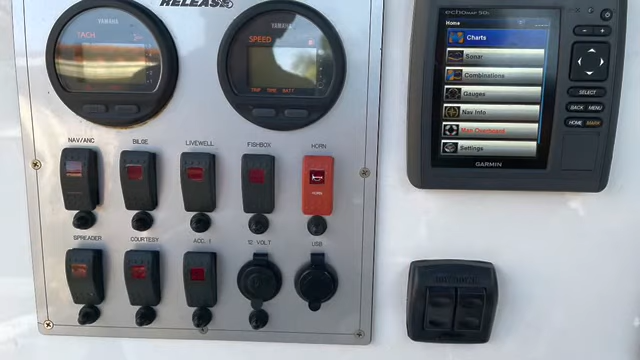 RELEASE
YAMAHA
TACH
YAMAHA
SPEED
TRIP TIME BATT
echo 50s
Home
Charts
Sonar
Combinations
Gauges
Nav Info
Man Overboard
Settings
GARMIN
SELECT
BACK MENU
HOME MARK
NAV/ANC
BILGE
LIVEWELL
FISHBOX
HORN
HORN
SPREADER
COURTESY
ACC. 1
12 VOLT
USB